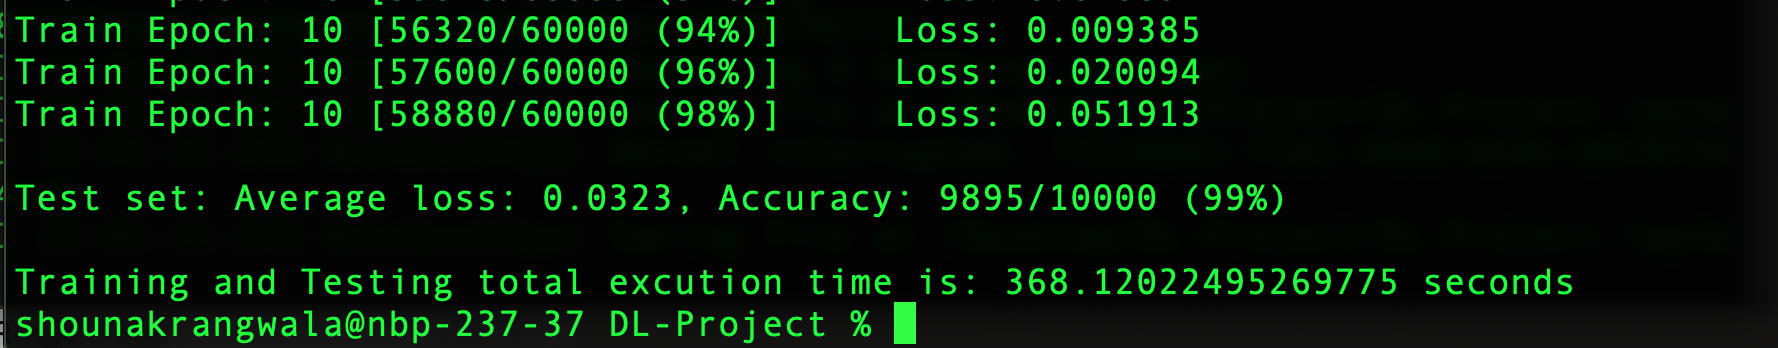 Train Epoch: 10 [56320/60000 (94%)]     Loss: 0.009385
Train Epoch: 10 [57600/60000 (96%)]     Loss: 0.020094
Train Epoch: 10 [58880/60000 (98%)]     Loss: 0.051913
Test set: Average loss: 0.0323, Accuracy: 9895/10000 (99%)
Training and Testing total excution time is: 368.12022495269775 seconds
shounakrangwala@nbp-237-37 DL-Project %